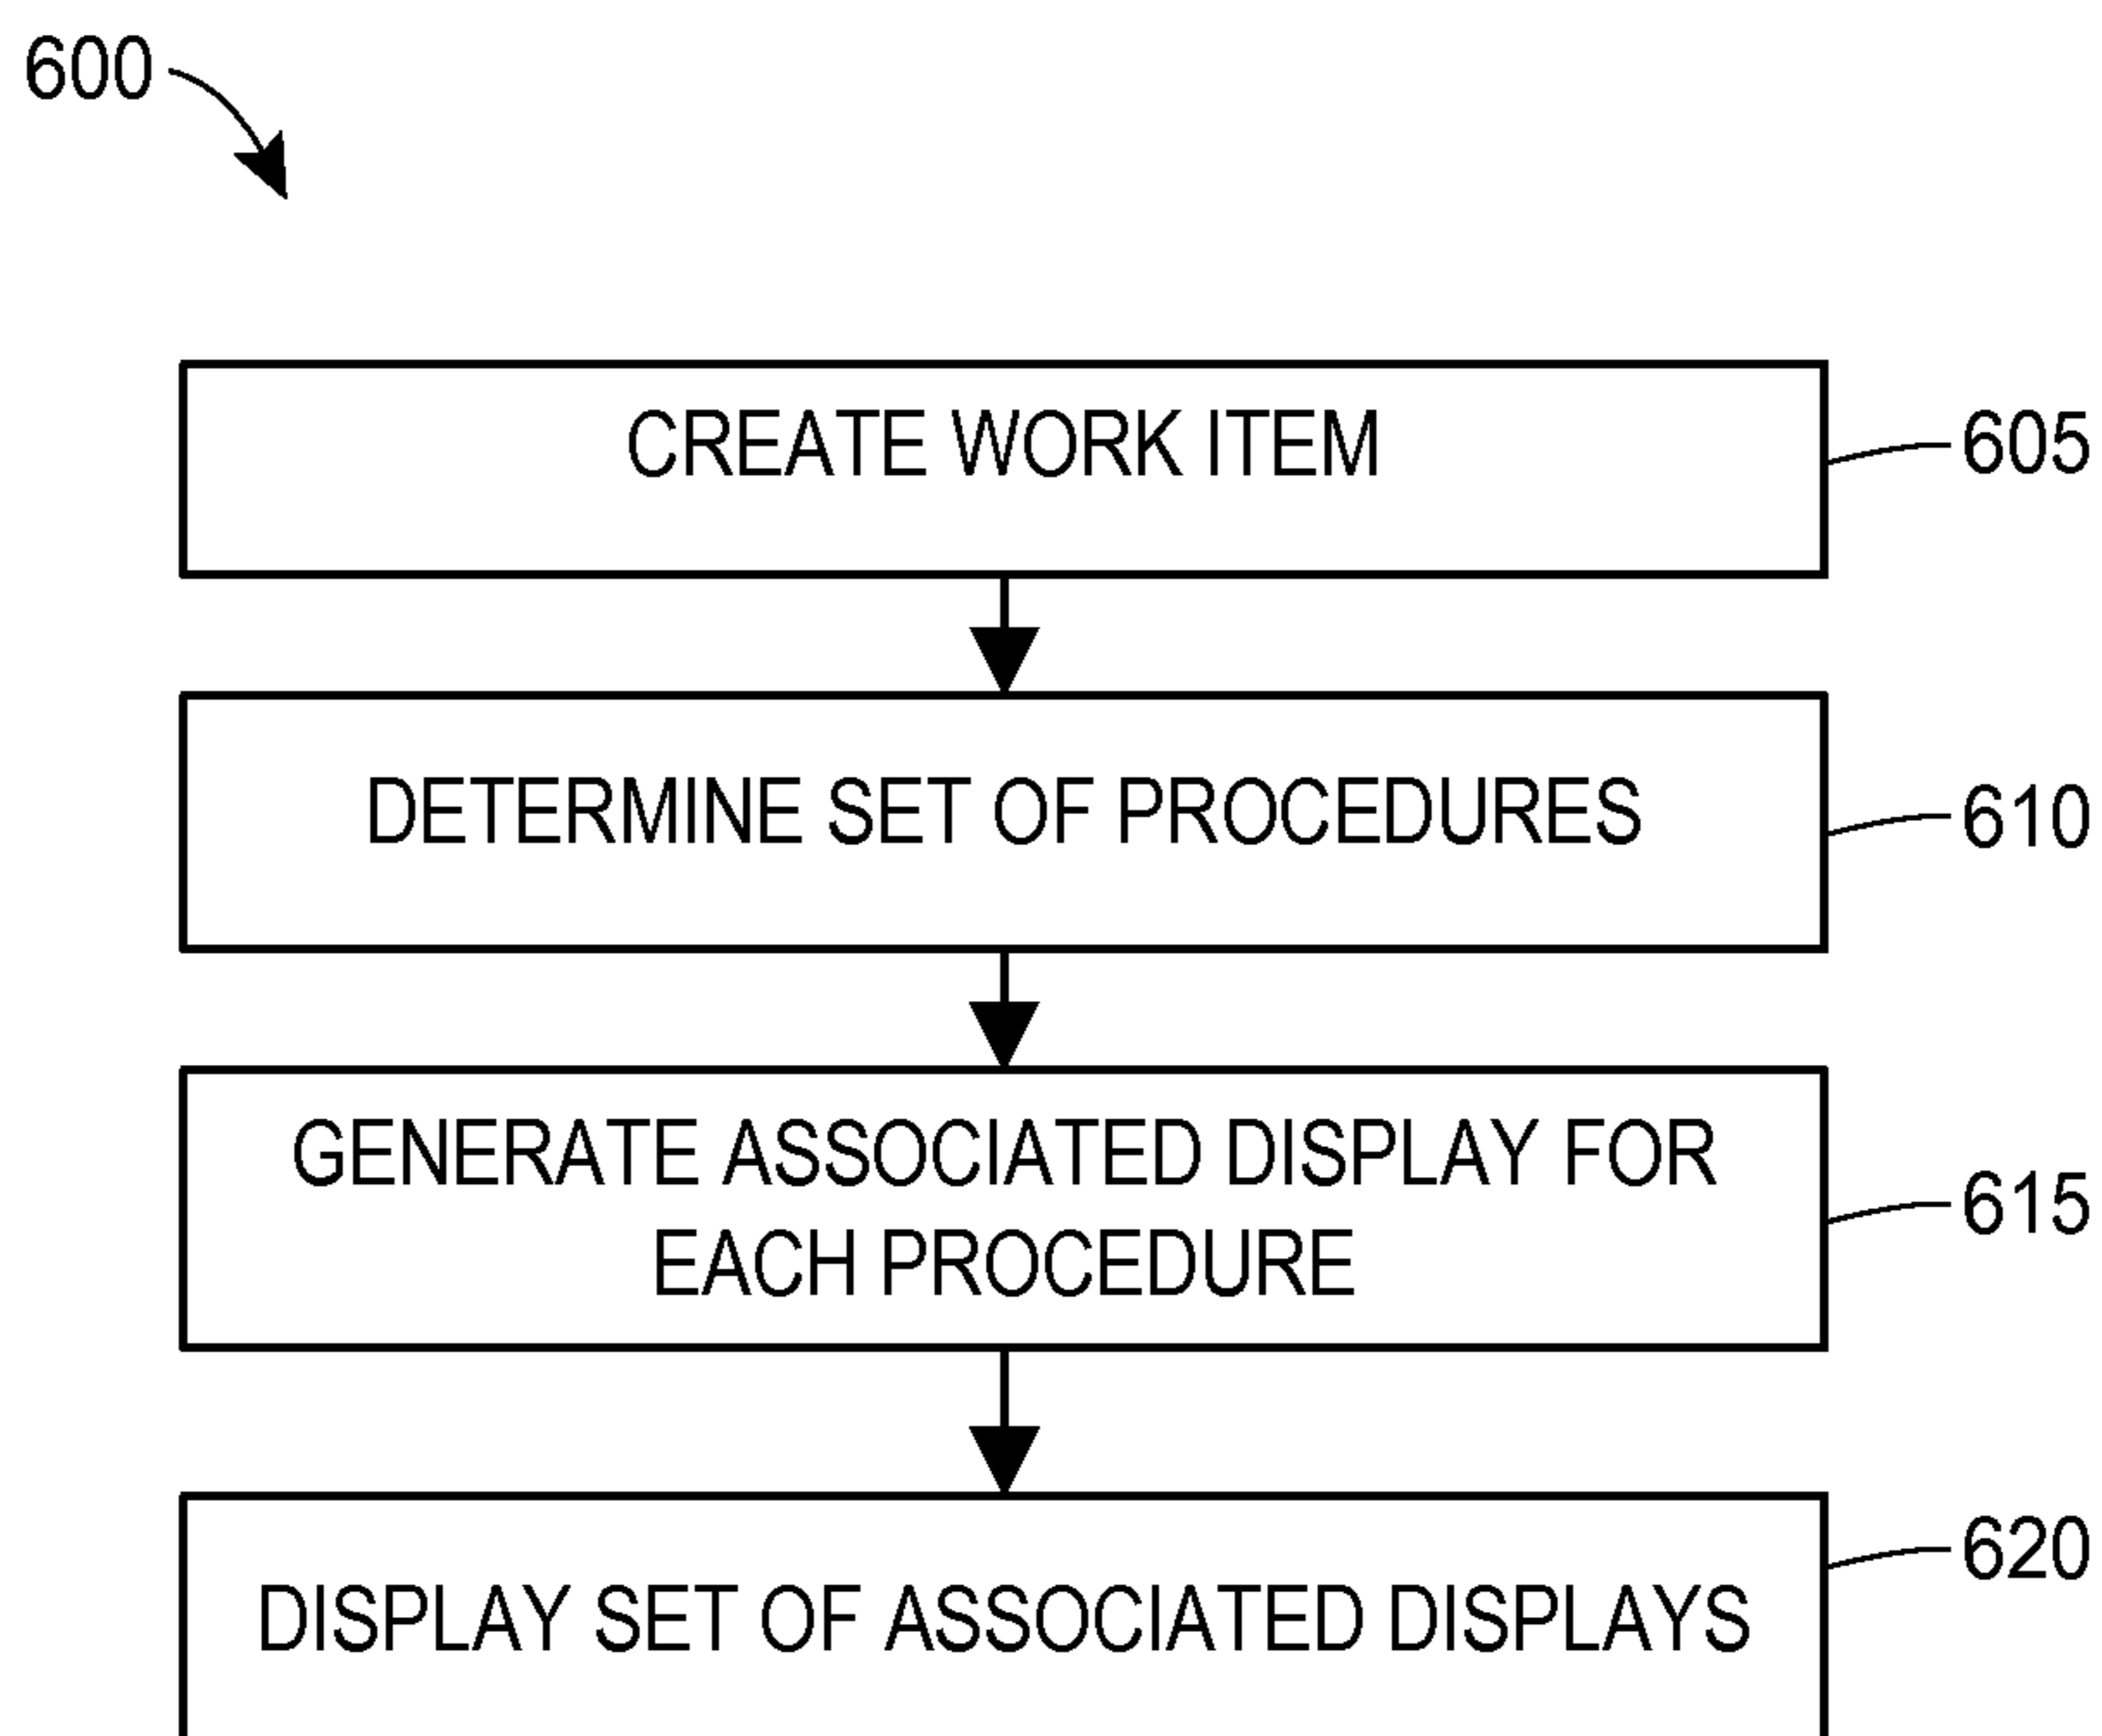 600
CREATE WORK ITEM
605
DETERMINE SET OF PROCEDURES
610
GENERATE ASSOCIATED DISPLAY FOR
EACH PROCEDURE
615
620
DISPLAY SET OF ASSOCIATED DISPLAYS